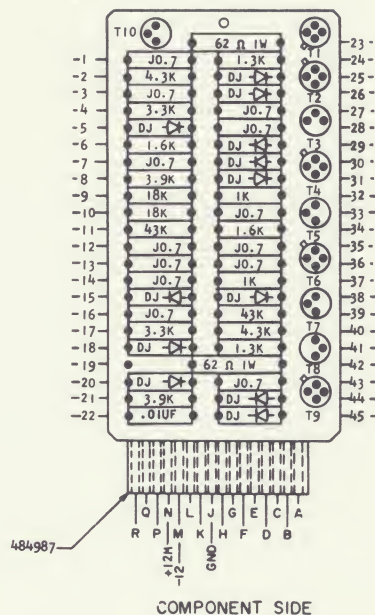 T10 62 Ω 1W T1 -23
-1 J0.7 1.3K 24-
-2 4.3K DJ 25-
-3 J0.7 DJ T2 26-
-4 3.3K J0.7 27-
-5 DJ J0.7 28-
-6 1.6K DJ T3 29-
-7 J0.7 DJ 30-
-8 3.9K DJ 31-
-9 18K 1K T4 32-
-10 18K J0.7 33-
-11 43K 1.6K T5 34-
-12 J0.7 J0.7 35-
-13 J0.7 J0.7 36-
-14 J0.7 1K T6 37-
-15 DJ DJ 38-
-16 J0.7 43K 39-
-17 3.3K 4.3K T7 40-
-18 DJ 1.3K 41-
-19 62 Ω 1W T8 42-
-20 DJ J0.7 43-
-21 3.9K DJ 44-
-22 .01UF DJ T9 45-
R Q P N M L K J H G F E D C B A
+12M -12 GND
484987
COMPONENT SIDE